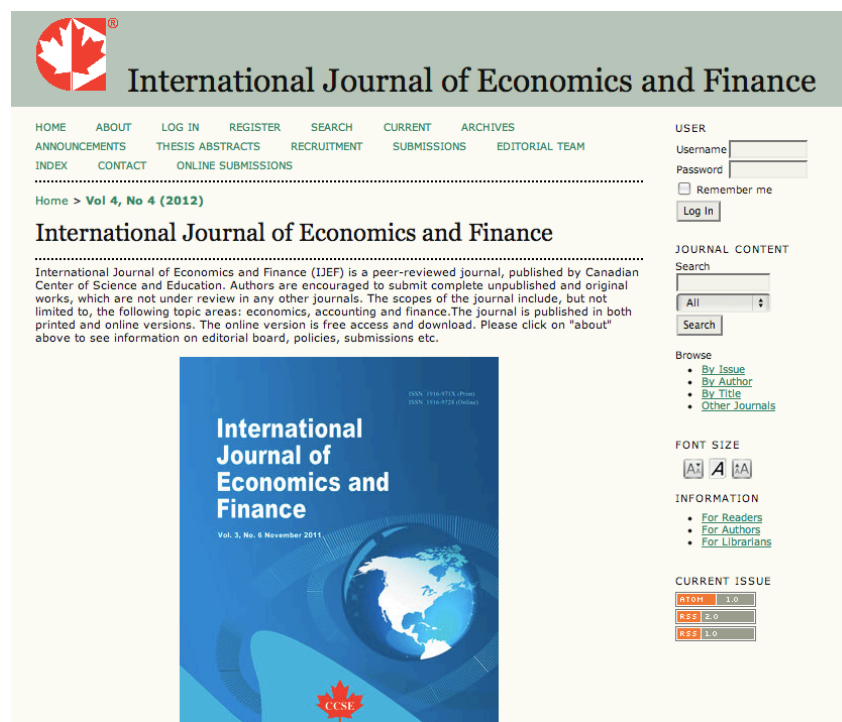 ®
International Journal of Economics and Finance
HOME ABOUT LOG IN REGISTER SEARCH CURRENT ARCHIVES
ANNOUNCEMENTS THESIS ABSTRACTS RECRUITMENT SUBMISSIONS EDITORIAL TEAM
INDEX CONTACT ONLINE SUBMISSIONS
Home > Vol 4, No 4 (2012)
International Journal of Economics and Finance
International Journal of Economics and Finance (IJEF) is a peer-reviewed journal, published by Canadian
Center of Science and Education. Authors are encouraged to submit complete unpublished and original
works, which are not under review in any other journals. The scopes of the journal include, but not
limited to, the following topic areas: economics, accounting and finance.The journal is published in both
printed and online versions. The online version is free access and download. Please click on "about"
above to see information on editorial board, policies, submissions etc.
ISSN 1916-971X (Print)
ISSN 1916-9728 (Online)
International
Journal of
Economics and
Finance
Vol. 3, No. 6 November 2011
CCSE
USER
Username
Password
Remember me
Log In
JOURNAL CONTENT
Search
All
Search
Browse
• By Issue
• By Author
• By Title
• Other Journals
FONT SIZE
A A A
INFORMATION
• For Readers
• For Authors
• For Librarians
CURRENT ISSUE
ATOM 1.0
RSS 2.0
RSS 1.0